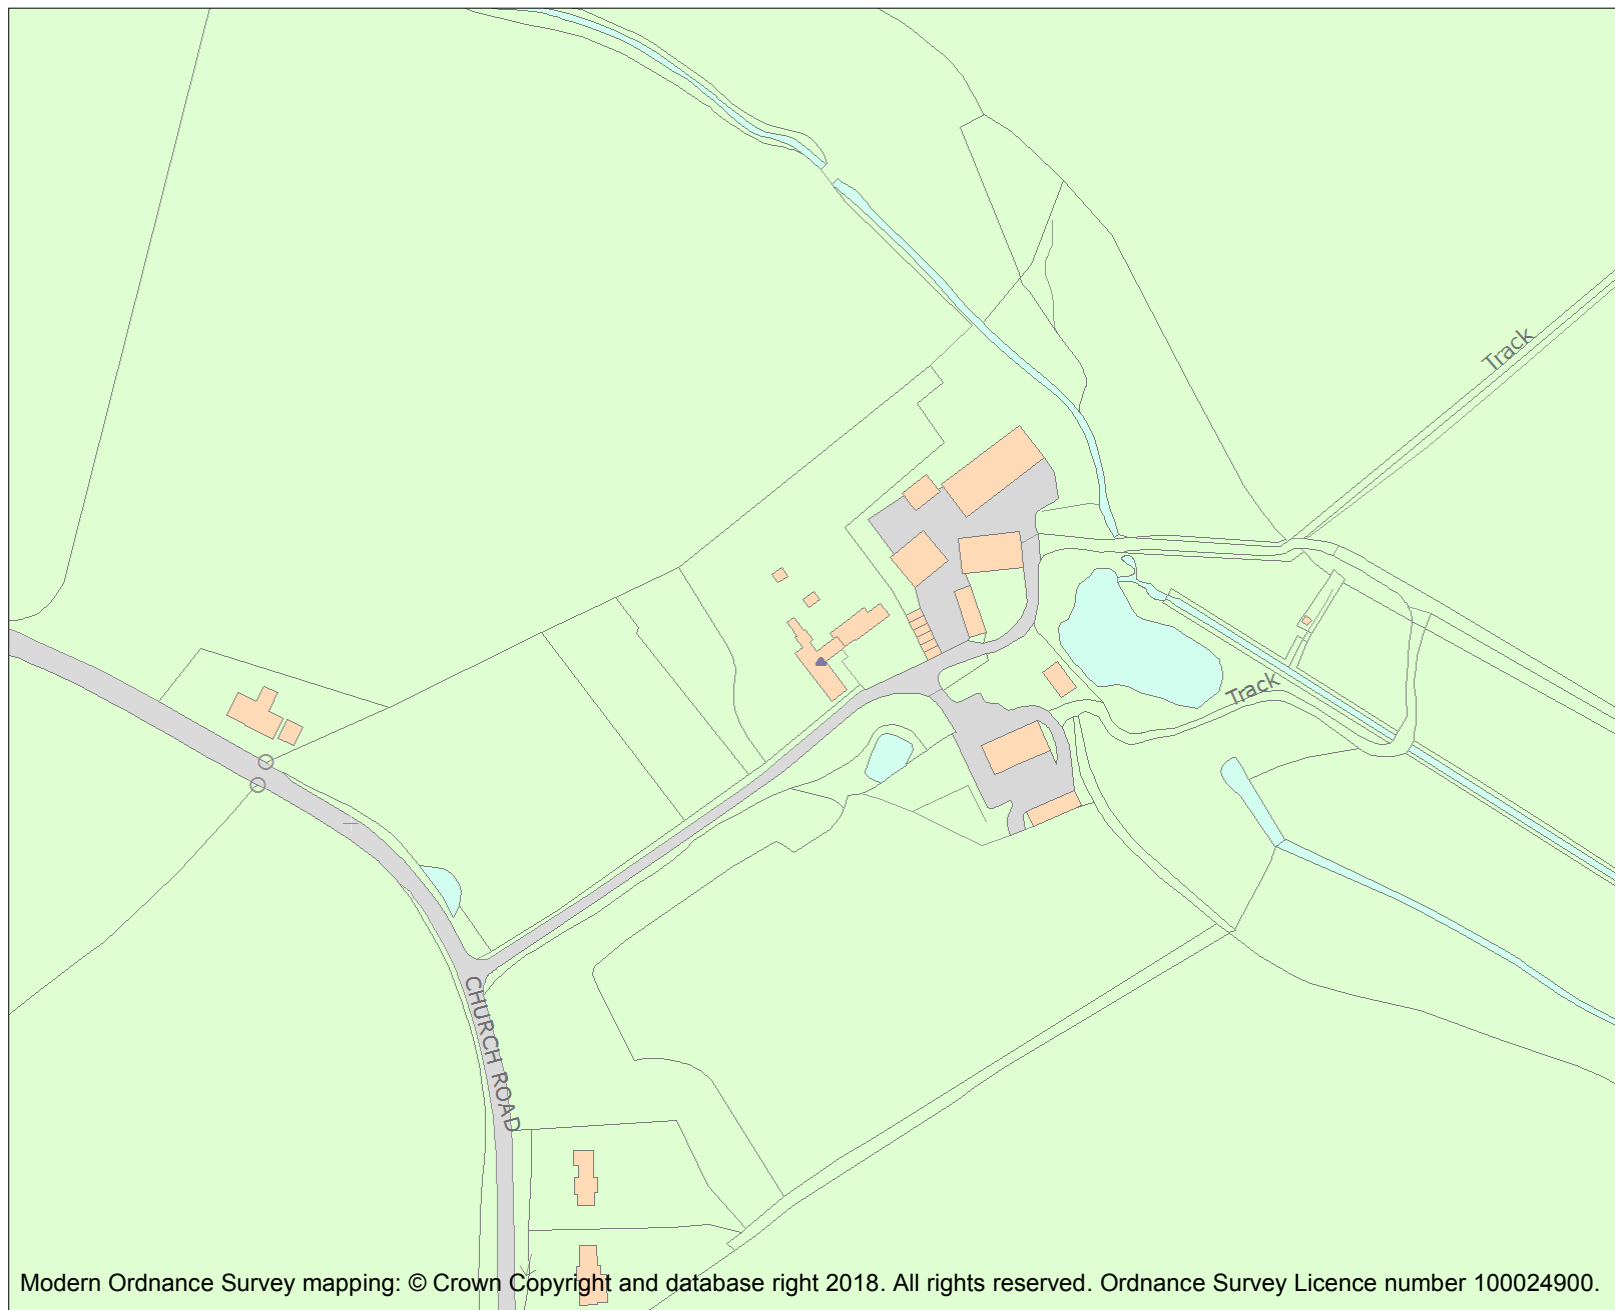 Track
Track
CHURCH ROAD
Modern Ordnance Survey mapping: © Crown Copyright and database right 2018. All rights reserved. Ordnance Survey Licence number 100024900.